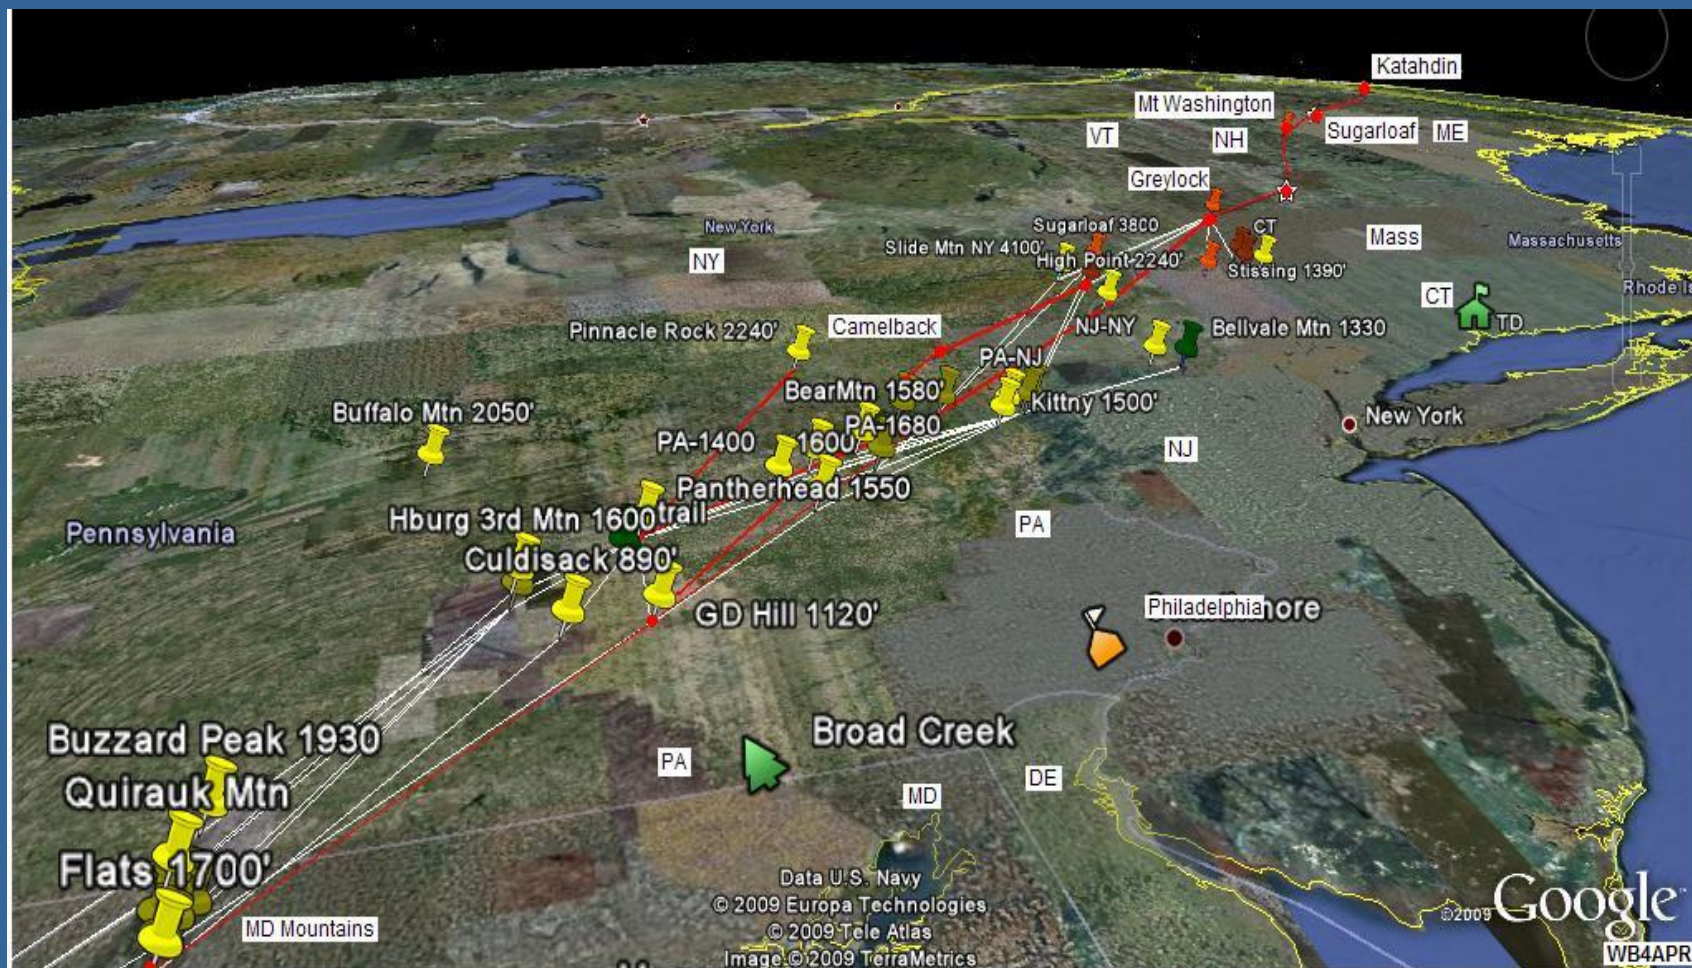 Katahdin
Mt Washington
Sugarloaf
ME
VT
NH
Greylock
Sugarloaf 3800
CT
New York
Mass
Massachusetts
Slide Mtn NY 4100'
High Point 2240'
Stissing 1390'
NY
CT
Rhode Is
TD
Pinnacle Rock 2240'
Camelback
NJ-NY
Bellvale Mtn 1330
PA-NJ
BearMtn 1580'
Kittny 1500'
Buffalo Mtn 2050'
New York
PA-1400
1600
PA-1680
NJ
Pantherhead 1550
Hburg 3rd Mtn 1600
trail
PA
Pennsylvania
Culdisack 890'
GD Hill 1120'
Philadelphia
more
Buzzard Peak 1930
Broad Creek
PA
DE
Quirauk Mtn
MD
Flats 1700'
MD Mountains
Data U.S. Navy
© 2009 Europa Technologies
© 2009 Tele Atlas
Image © 2009 TerraMetrics
©2009 Google™
WB4APR